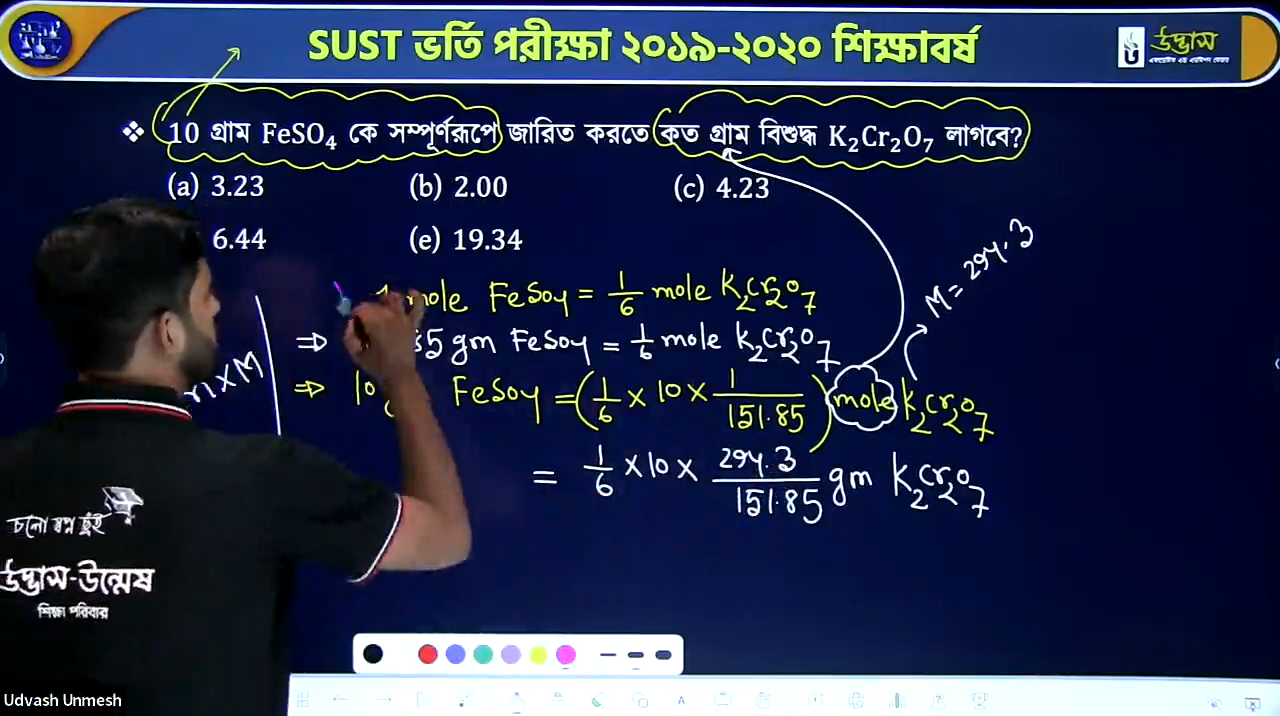 SUST ভর্তি পরীক্ষা ২০১৯-২০২০ শিক্ষাবর্ষ
উদ্ভাস
❖ 10 গ্রাম FeSO₄ কে সম্পূর্ণরূপে জারিত করতে কত গ্রাম বিশুদ্ধ K₂Cr₂O₇ লাগবে?
(a) 3.23 (b) 2.00 (c) 4.23
6.44 (e) 19.34
M = 294.3
mole FeSO4 = 1/6 mole K₂Cr₂O₇
⇒ 85 gm FeSO4 = 1/6 mole K₂Cr₂O₇
⇒ 10 FeSO4 = (1/6 × 10 × 1/151.85) mole K₂Cr₂O₇
= 1/6 × 10 × 294.3/151.85 gm K₂Cr₂O₇
×M
চলো স্বপ্ন ছুঁই
উদ্ভাস-উন্মেষ
শিক্ষা পরিবার
Udvash Unmesh